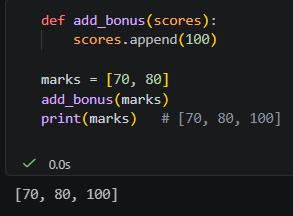 def add_bonus(scores):
    scores.append(100)
marks = [70, 80]
add_bonus(marks)
print(marks)   # [70, 80, 100]
0.0s
[70, 80, 100]